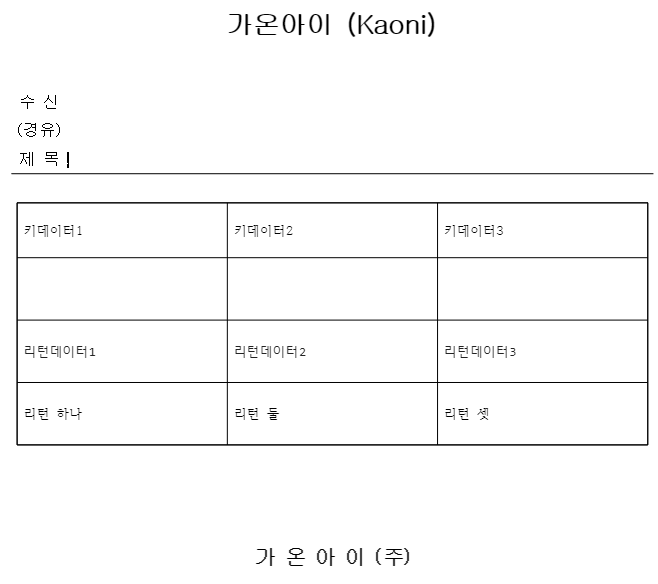 가온아이 (Kaoni)
수 신
(경유)
제 목
키데이터1 키데이터2 키데이터3
리턴데이터1 리턴데이터2 리턴데이터3
리턴 하나 리턴 둘 리턴 셋
가 온 아 이 (주)